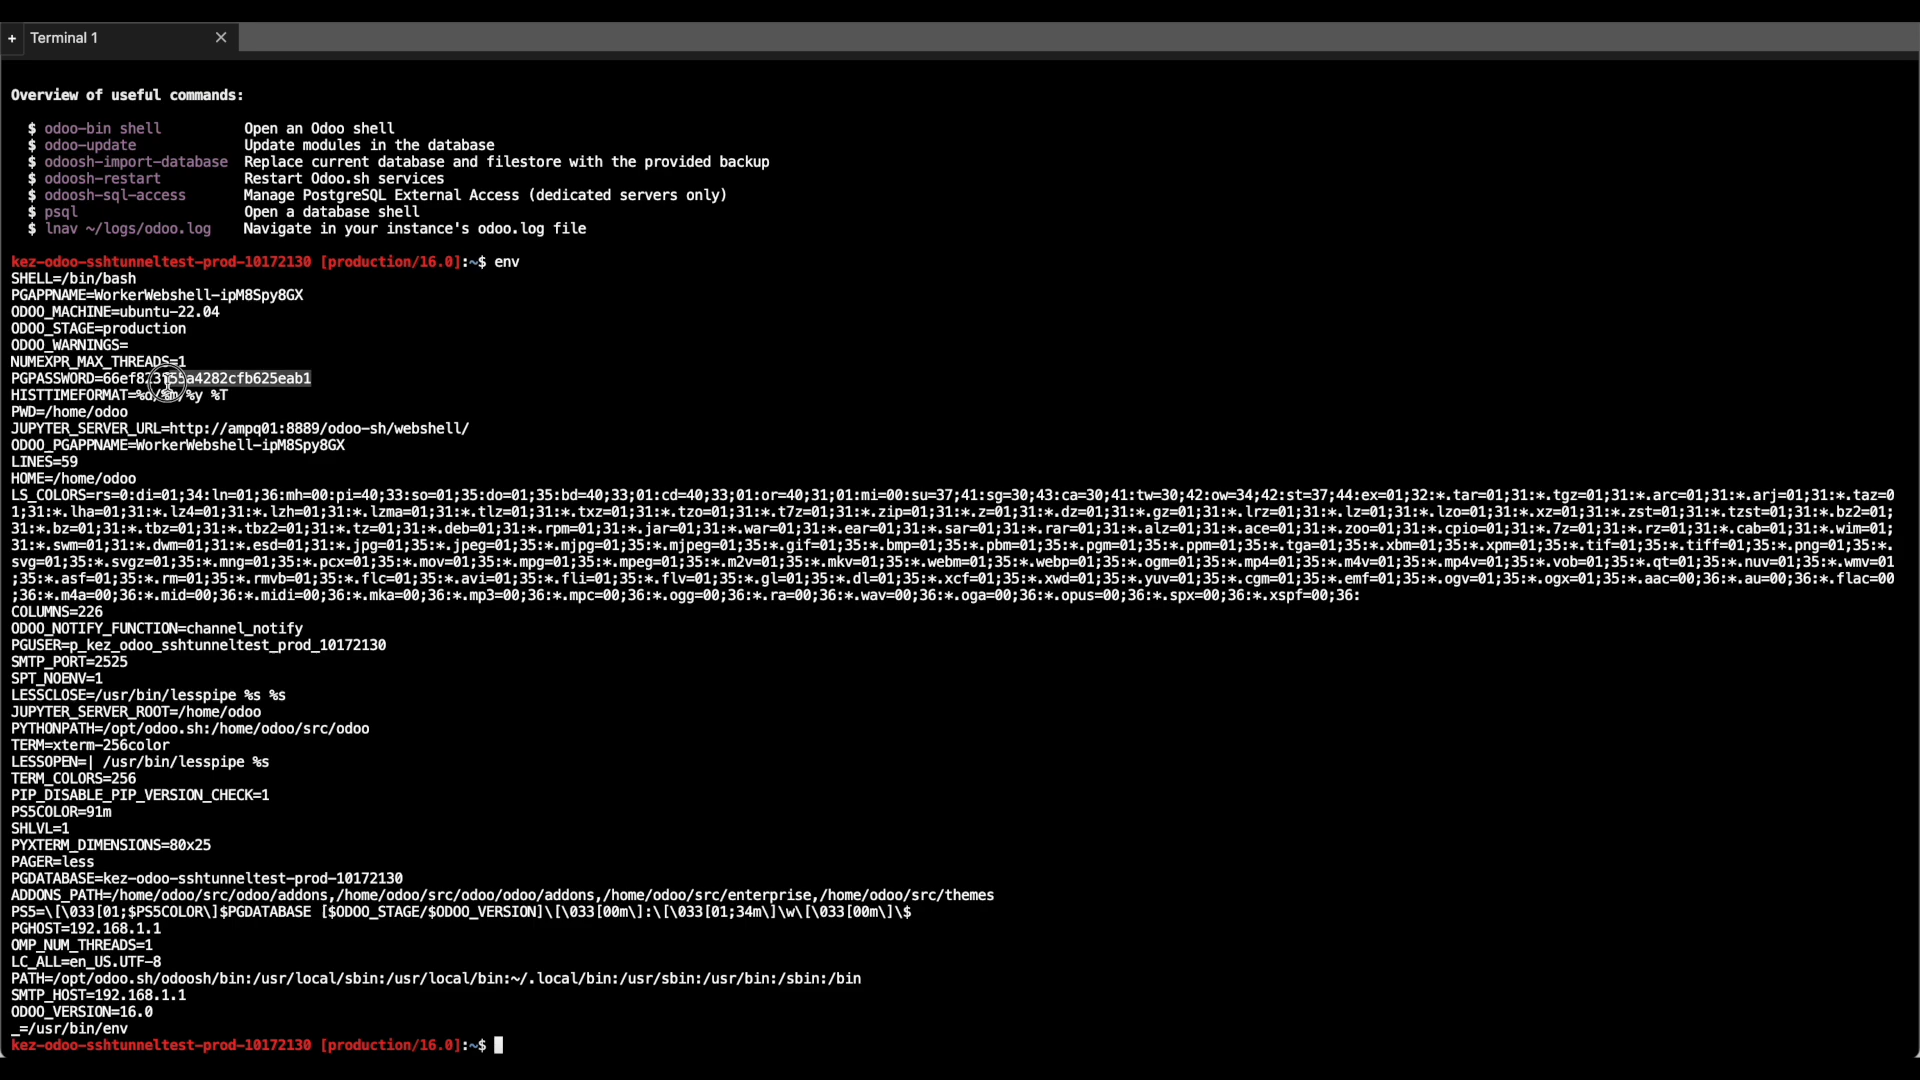 + Terminal 1 ✕
Overview of useful commands:
$ odoo-bin shell Open an Odoo shell
$ odoo-update Update modules in the database
$ odoosh-import-database Replace current database and filestore with the provided backup
$ odoosh-restart Restart Odoo.sh services
$ odoosh-sql-access Manage PostgreSQL External Access (dedicated servers only)
$ psql Open a database shell
$ lnav ~/logs/odoo.log Navigate in your instance's odoo.log file
kez-odoo-sshtunneltest-prod-10172130 [production/16.0]:~$ env
SHELL=/bin/bash
PGAPPNAME=WorkerWebshell-ipM8Spy8GX
ODOO_MACHINE=ubuntu-22.04
ODOO_STAGE=production
ODOO_WARNINGS=
NUMEXPR_MAX_THREADS=1
PGPASSWORD=66ef823f55a4282cfb625eab1
HISTTIMEFORMAT=%d/%m/%y %T
PWD=/home/odoo
JUPYTER_SERVER_URL=http://ampq01:8889/odoo-sh/webshell/
ODOO_PGAPPNAME=WorkerWebshell-ipM8Spy8GX
LINES=59
HOME=/home/odoo
LS_COLORS=rs=0:di=01;34:ln=01;36:mh=00:pi=40;33:so=01;35:do=01;35:bd=40;33;01:cd=40;33;01:or=40;31;01:mi=00:su=37;41:sg=30;43:ca=30;41:tw=30;42:ow=34;42:st=37;44:ex=01;32:*.tar=01;31:*.tgz=01;31:*.arc=01;31:*.arj=01;31:*.taz=0
1;31:*.lha=01;31:*.lz4=01;31:*.lzh=01;31:*.lzma=01;31:*.tlz=01;31:*.txz=01;31:*.tzo=01;31:*.t7z=01;31:*.zip=01;31:*.z=01;31:*.dz=01;31:*.gz=01;31:*.lrz=01;31:*.lz=01;31:*.lzo=01;31:*.xz=01;31:*.zst=01;31:*.tzst=01;31:*.bz2=01;
31:*.bz=01;31:*.tbz=01;31:*.tbz2=01;31:*.tz=01;31:*.deb=01;31:*.rpm=01;31:*.jar=01;31:*.war=01;31:*.ear=01;31:*.sar=01;31:*.rar=01;31:*.alz=01;31:*.ace=01;31:*.zoo=01;31:*.cpio=01;31:*.7z=01;31:*.rz=01;31:*.cab=01;31:*.wim=01;
31:*.swm=01;31:*.dwm=01;31:*.esd=01;31:*.jpg=01;35:*.jpeg=01;35:*.mjpg=01;35:*.mjpeg=01;35:*.gif=01;35:*.bmp=01;35:*.pbm=01;35:*.pgm=01;35:*.ppm=01;35:*.tga=01;35:*.xbm=01;35:*.xpm=01;35:*.tif=01;35:*.tiff=01;35:*.png=01;35:*.
svg=01;35:*.svgz=01;35:*.mng=01;35:*.pcx=01;35:*.mov=01;35:*.mpg=01;35:*.mpeg=01;35:*.m2v=01;35:*.mkv=01;35:*.webm=01;35:*.webp=01;35:*.ogm=01;35:*.mp4=01;35:*.m4v=01;35:*.mp4v=01;35:*.vob=01;35:*.qt=01;35:*.nuv=01;35:*.wmv=01
;35:*.asf=01;35:*.rm=01;35:*.rmvb=01;35:*.flc=01;35:*.avi=01;35:*.fli=01;35:*.flv=01;35:*.gl=01;35:*.dl=01;35:*.xcf=01;35:*.xwd=01;35:*.yuv=01;35:*.cgm=01;35:*.emf=01;35:*.ogv=01;35:*.ogx=01;35:*.aac=00;36:*.au=00;36:*.flac=00
;36:*.m4a=00;36:*.mid=00;36:*.midi=00;36:*.mka=00;36:*.mp3=00;36:*.mpc=00;36:*.ogg=00;36:*.ra=00;36:*.wav=00;36:*.oga=00;36:*.opus=00;36:*.spx=00;36:*.xspf=00;36:
COLUMNS=226
ODOO_NOTIFY_FUNCTION=channel_notify
PGUSER=p_kez_odoo_sshtunneltest_prod_10172130
SMTP_PORT=2525
SPT_NOENV=1
LESSCLOSE=/usr/bin/lesspipe %s %s
JUPYTER_SERVER_ROOT=/home/odoo
PYTHONPATH=/opt/odoo.sh:/home/odoo/src/odoo
TERM=xterm-256color
LESSOPEN=| /usr/bin/lesspipe %s
TERM_COLORS=256
PIP_DISABLE_PIP_VERSION_CHECK=1
PS5COLOR=91m
SHLVL=1
PYXTERM_DIMENSIONS=80x25
PAGER=less
PGDATABASE=kez-odoo-sshtunneltest-prod-10172130
ADDONS_PATH=/home/odoo/src/odoo/addons,/home/odoo/src/odoo/odoo/addons,/home/odoo/src/enterprise,/home/odoo/src/themes
PS5=\[\033[01;$PS5COLOR\]$PGDATABASE [$ODOO_STAGE/$ODOO_VERSION]\[\033[00m\]:\[\033[01;34m\]\w\[\033[00m\]\$
PGHOST=192.168.1.1
OMP_NUM_THREADS=1
LC_ALL=en_US.UTF-8
PATH=/opt/odoo.sh/odoosh/bin:/usr/local/sbin:/usr/local/bin:~/.local/bin:/usr/sbin:/usr/bin:/sbin:/bin
SMTP_HOST=192.168.1.1
ODOO_VERSION=16.0
_=/usr/bin/env
kez-odoo-sshtunneltest-prod-10172130 [production/16.0]:~$